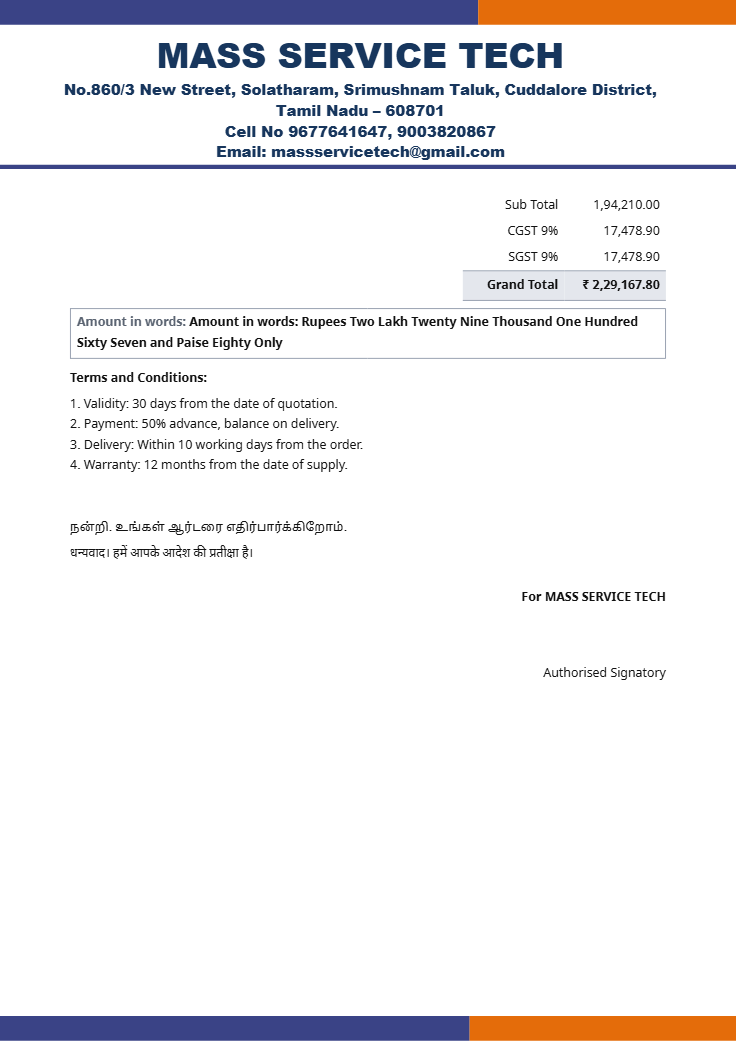 MASS SERVICE TECH
No.860/3 New Street, Solatharam, Srimushnam Taluk, Cuddalore District,
Tamil Nadu – 608701
Cell No 9677641647, 9003820867
Email: massservicetech@gmail.com
Sub Total 1,94,210.00
CGST 9% 17,478.90
SGST 9% 17,478.90
Grand Total ₹ 2,29,167.80
Amount in words: Amount in words: Rupees Two Lakh Twenty Nine Thousand One Hundred
Sixty Seven and Paise Eighty Only
Terms and Conditions:
1. Validity: 30 days from the date of quotation.
2. Payment: 50% advance, balance on delivery.
3. Delivery: Within 10 working days from the order.
4. Warranty: 12 months from the date of supply.
நன்றி. உங்கள் ஆர்டரை எதிர்பார்க்கிறோம்.
धन्यवाद। हमें आपके आदेश की प्रतीक्षा है।
For MASS SERVICE TECH
Authorised Signatory